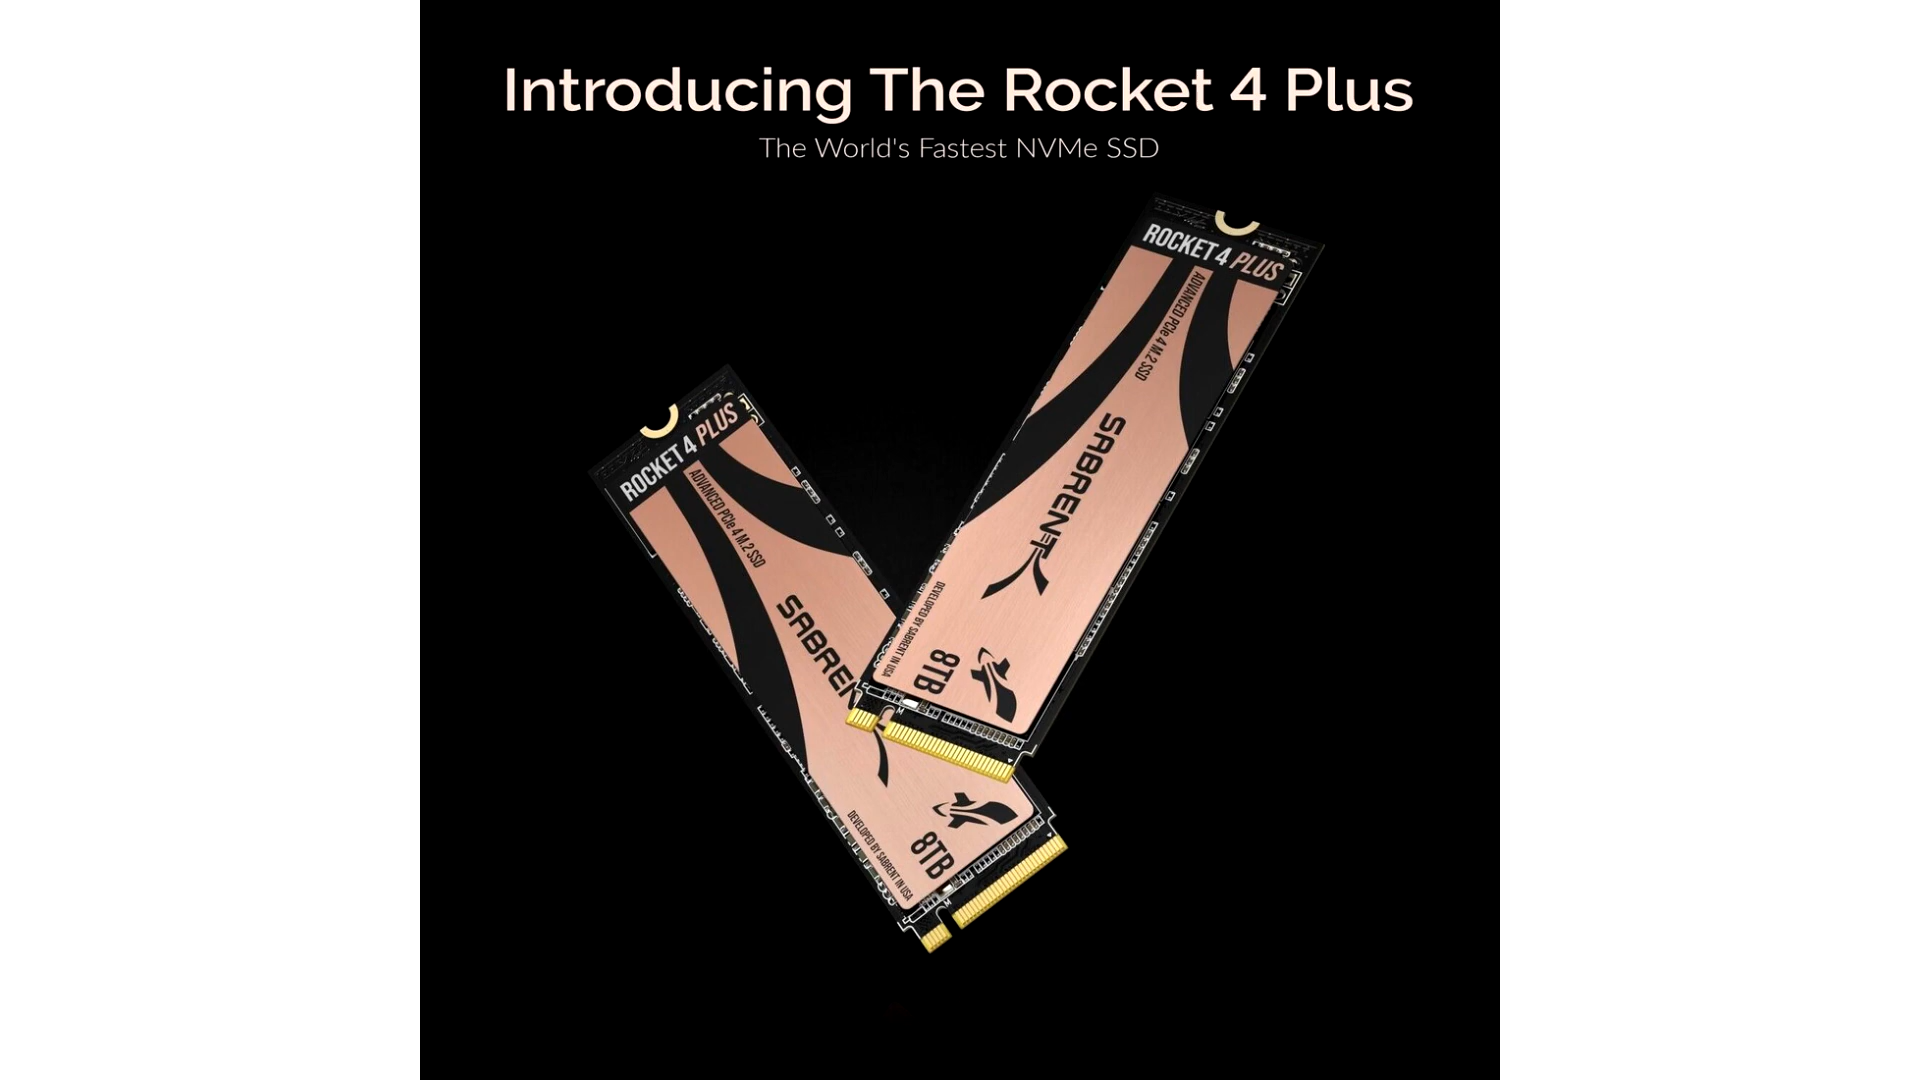 Introducing The Rocket 4 Plus
The World's Fastest NVMe SSD
ROCKET 4 PLUS
ADVANCED PCIe 4 M.2 SSD
SABRENT
DEVELOPED BY SABRENT IN USA
8TB
M
ROCKET 4 PLUS
ADVANCED PCIe 4 M.2 SSD
SABREN
DEVELOPED BY SABRENT IN USA
8TB
M